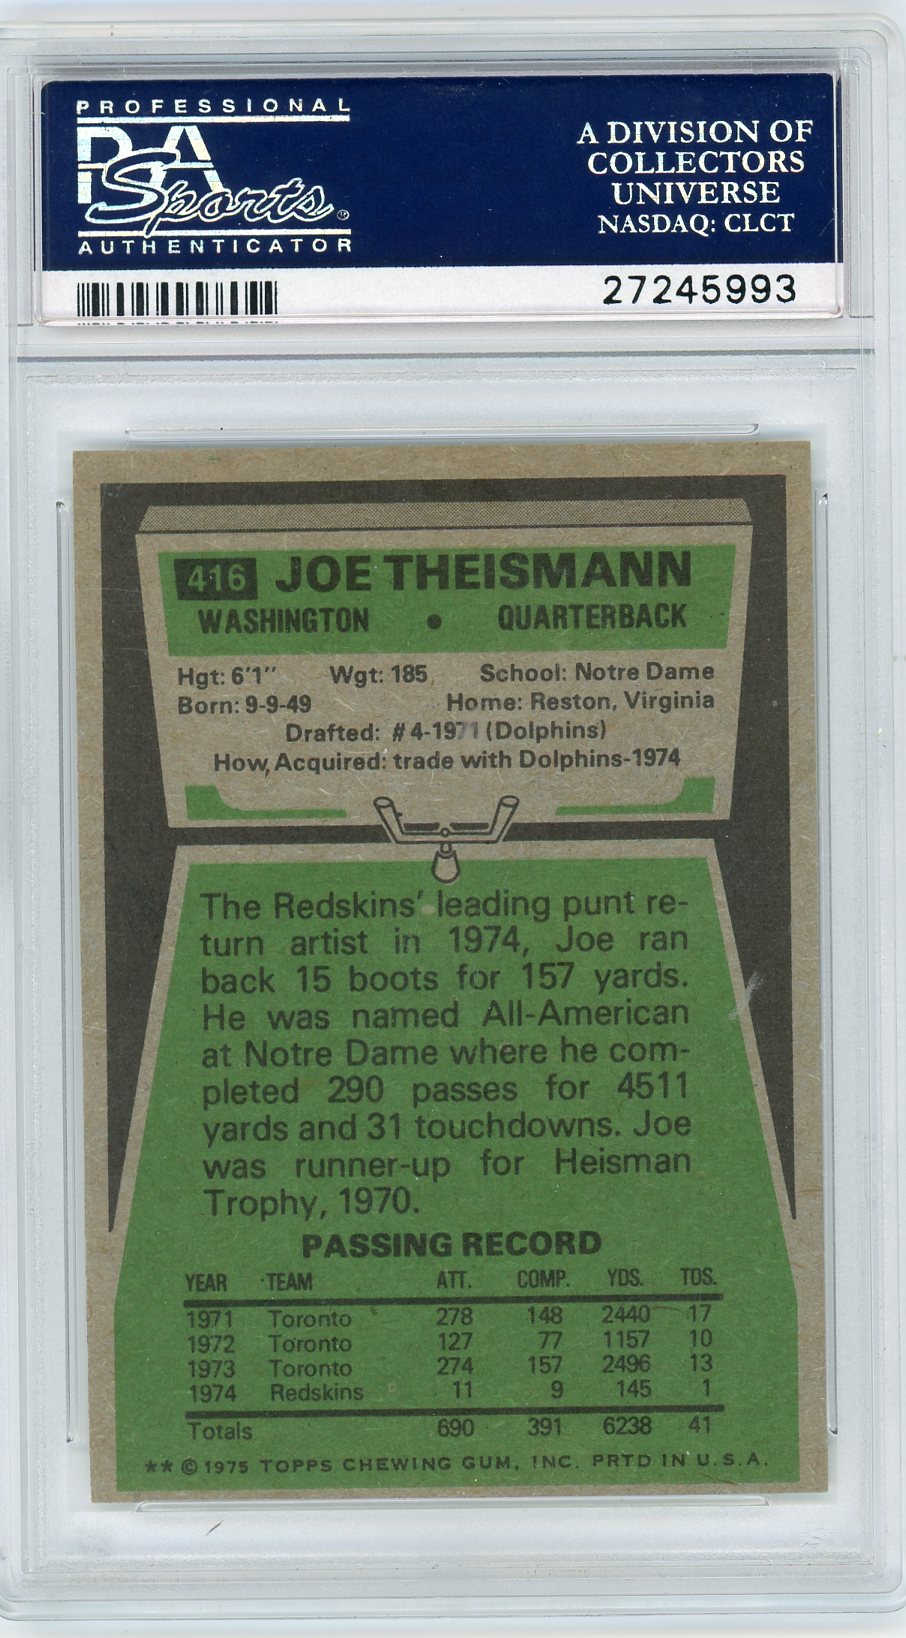 PROFESSIONAL
PSA
Sports®
AUTHENTICATOR
A DIVISION OF
COLLECTORS
UNIVERSE
NASDAQ: CLCT
27245993
416 JOE THEISMANN
WASHINGTON • QUARTERBACK
Hgt: 6'1" Wgt: 185 School: Notre Dame
Born: 9-9-49 Home: Reston, Virginia
Drafted: #4-1971 (Dolphins)
How Acquired: trade with Dolphins-1974
The Redskins' leading punt re-
turn artist in 1974, Joe ran
back 15 boots for 157 yards.
He was named All-American
at Notre Dame where he com-
pleted 290 passes for 4511
yards and 31 touchdowns. Joe
was runner-up for Heisman
Trophy, 1970.
PASSING RECORD
YEAR TEAM ATT. COMP. YDS. TDS.
1971 Toronto 278 148 2440 17
1972 Toronto 127 77 1157 10
1973 Toronto 274 157 2496 13
1974 Redskins 11 9 145 1
Totals 690 391 6238 41
** © 1975 TOPPS CHEWING GUM, INC. PRTD IN U.S.A.